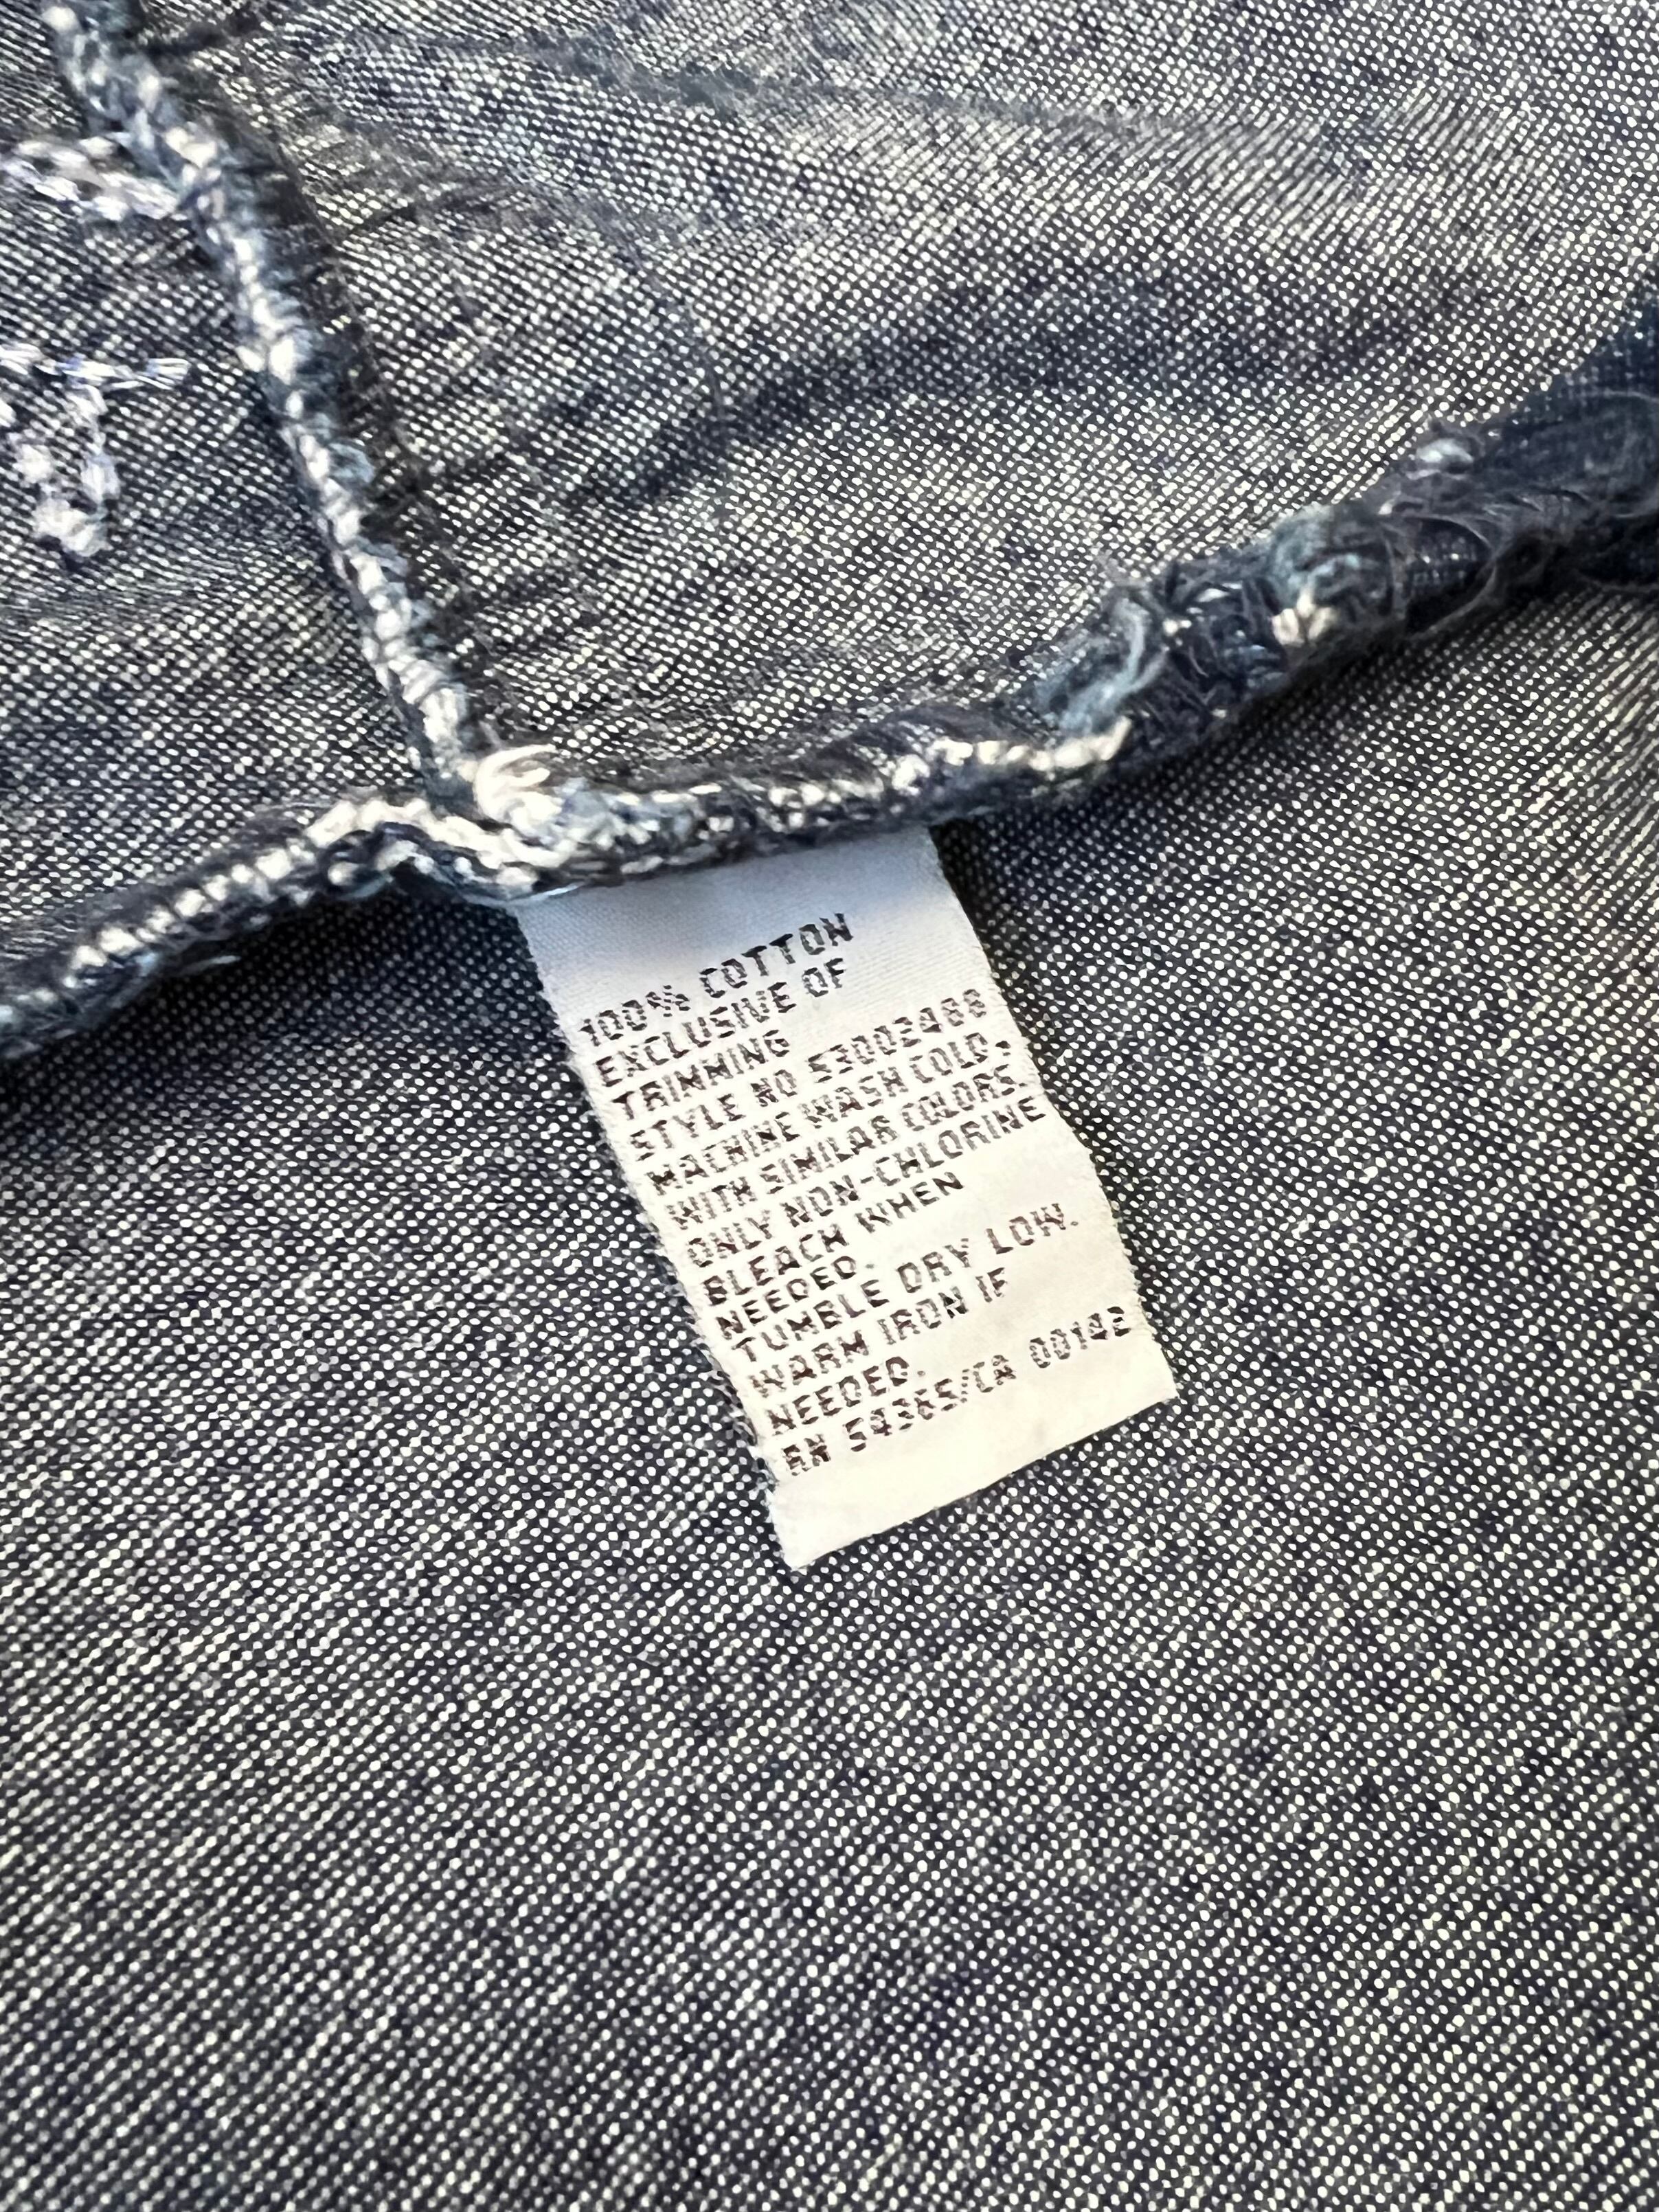 100% COTTON
EXCLUSIVE OF
TRIMMING
STYLE NO 53002488
MACHINE WASH COLD,
WITH SIMILAR COLORS.
ONLY NON-CHLORINE
BLEACH WHEN
NEEDED.
TUMBLE DRY LOW.
WARM IRON IF
NEEDED.
RN 54365/CA 00142